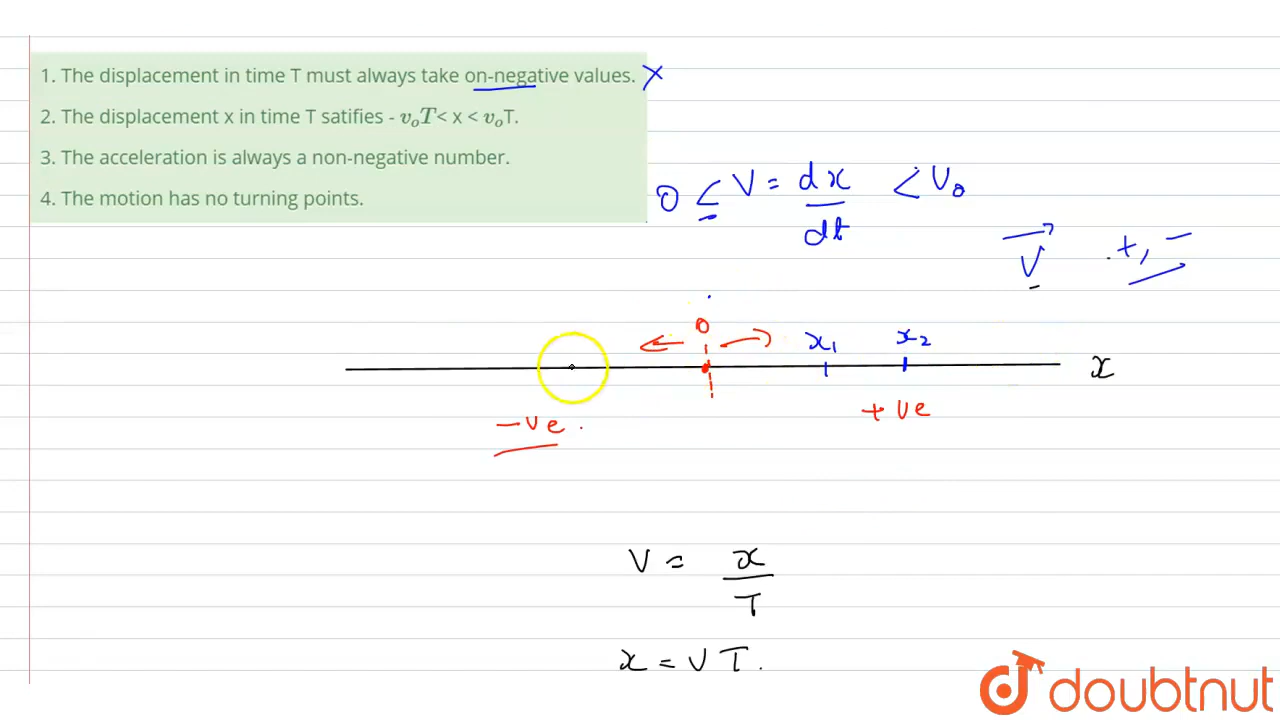 1. The displacement in time T must always take on-negative values. X
2. The displacement x in time T satifies - v₀T< x < v₀T.
3. The acceleration is always a non-negative number.
4. The motion has no turning points.
0 ≤ V = dx/dt < V₀
V +, -
0 x₁ x₂ x
-ve + ve
V = x/T
x = V T.
doubtnut